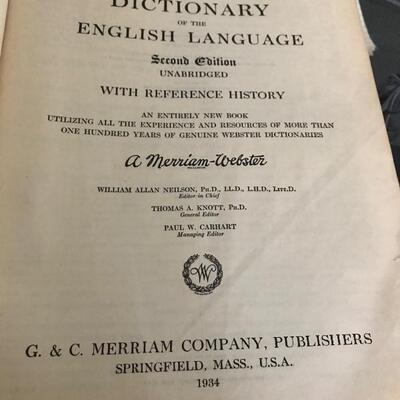 DICTIONARY
OF THE
ENGLISH LANGUAGE
Second Edition
UNABRIDGED
WITH REFERENCE HISTORY
AN ENTIRELY NEW BOOK
UTILIZING ALL THE EXPERIENCE AND RESOURCES OF MORE THAN
ONE HUNDRED YEARS OF GENUINE WEBSTER DICTIONARIES
A Merriam-Webster
WILLIAM ALLAN NEILSON, PH.D., LL.D., L.H.D., LITT.D.
Editor in Chief
THOMAS A. KNOTT, PH.D.
General Editor
PAUL W. CARHART
Managing Editor
W
G. & C. MERRIAM COMPANY, PUBLISHERS
SPRINGFIELD, MASS., U.S.A.
1934